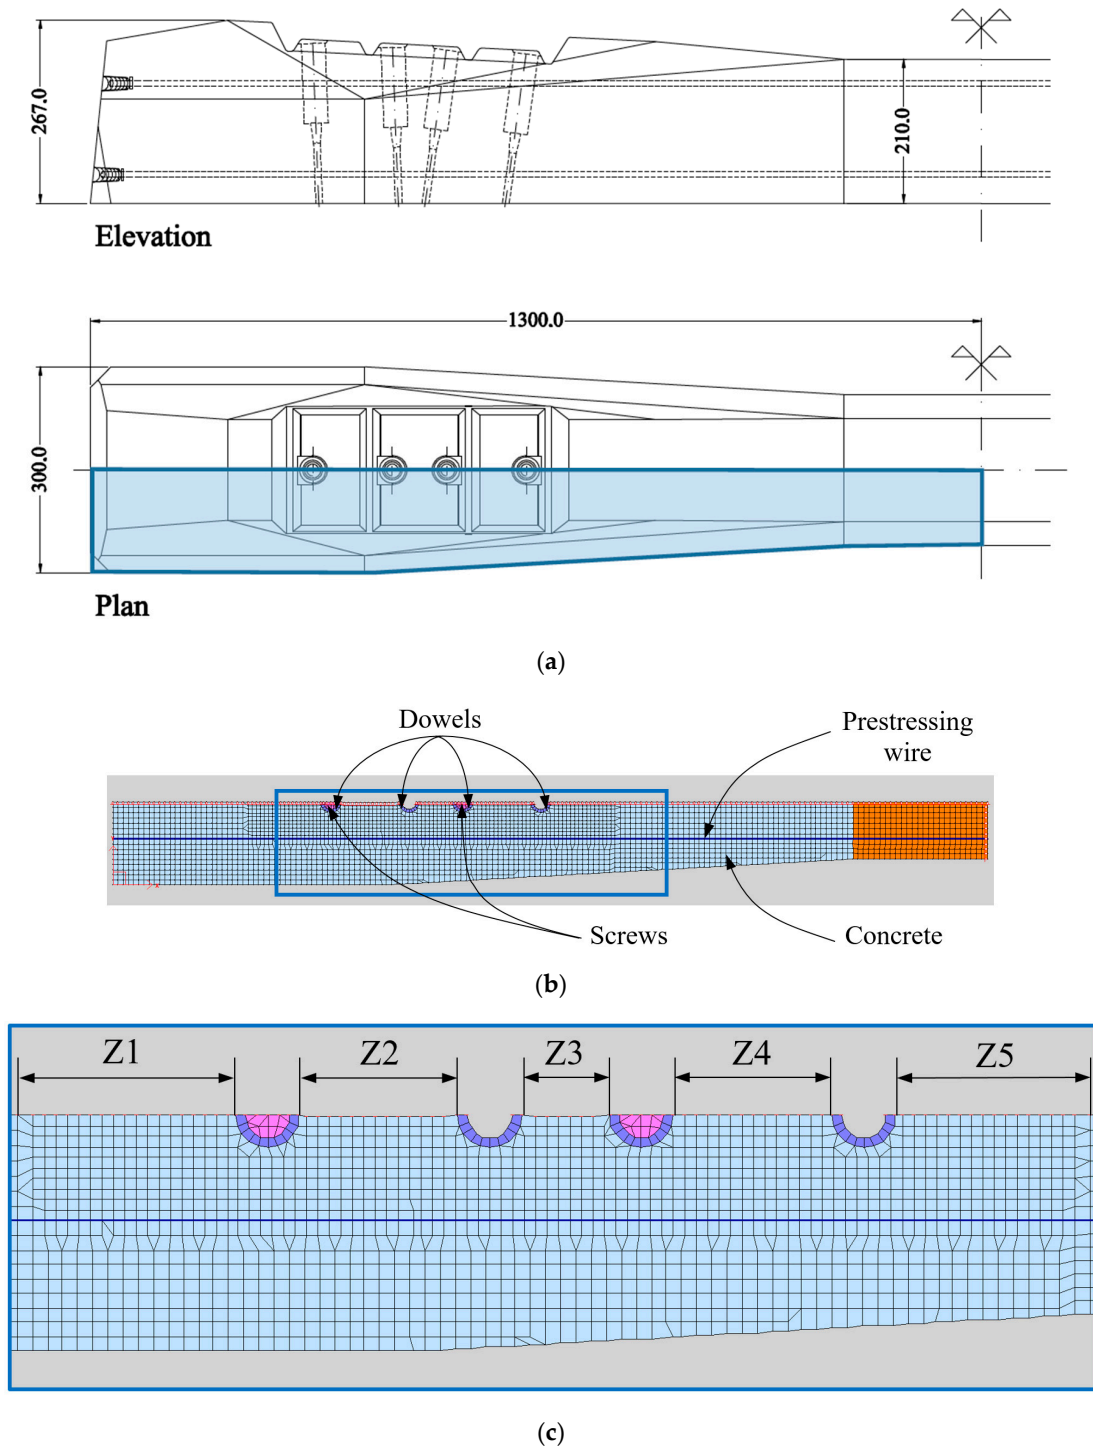 267.0
210.0
Elevation
1300.0
300.0
Plan
(a)
Dowels
Prestressing
wire
Screws
Concrete
(b)
Z1
Z2
Z3
Z4
Z5
(c)